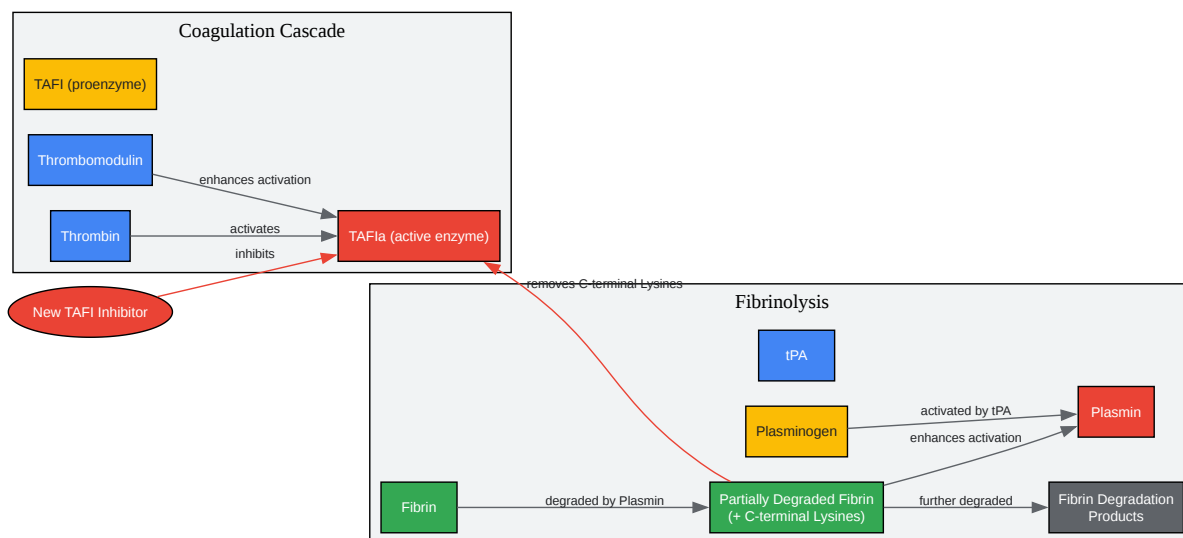 Coagulation Cascade
TAFI (proenzyme)
Thrombomodulin
enhances activation
Thrombin
activates
TAFIa (active enzyme)
inhibits
New TAFI Inhibitor
removes C-terminal Lysines
Fibrinolysis
tPA
Plasminogen
activated by tPA
Plasmin
enhances activation
Fibrin
degraded by Plasmin
Partially Degraded Fibrin
(+ C-terminal Lysines)
further degraded
Fibrin Degradation
Products